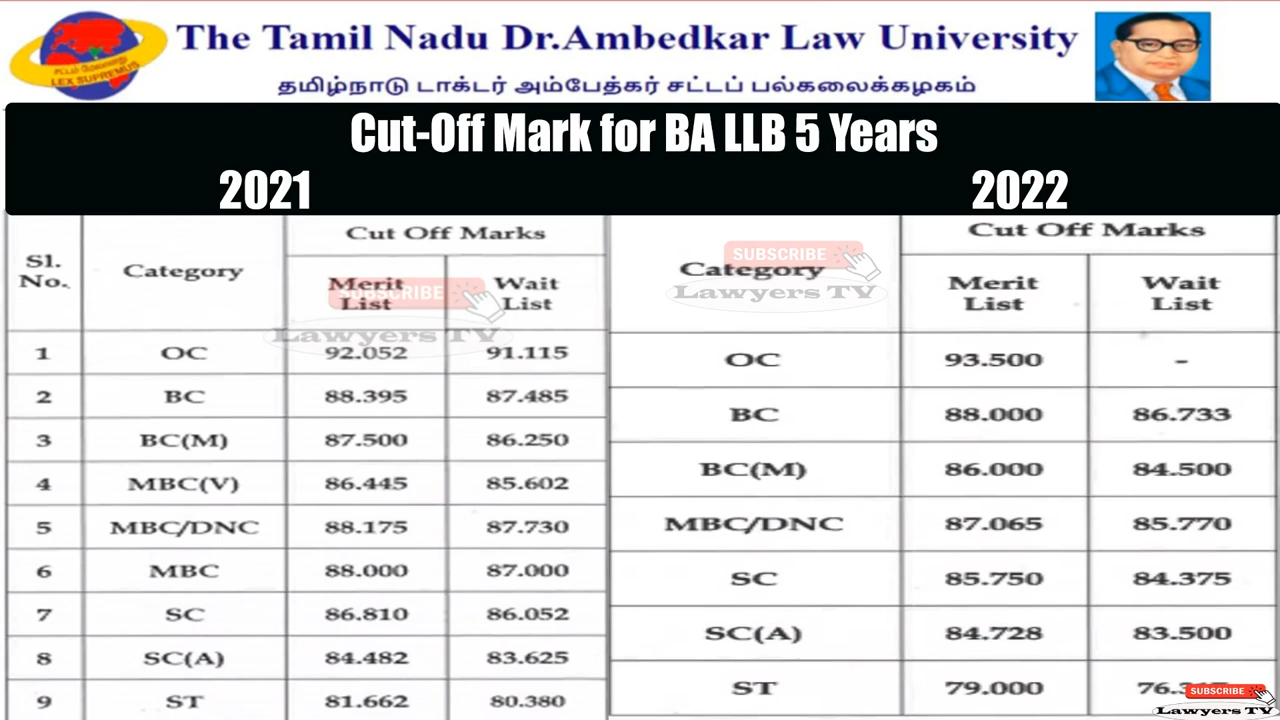 The Tamil Nadu Dr.Ambedkar Law University
தமிழ்நாடு டாக்டர் அம்பேத்கர் சட்டப் பல்கலைக்கழகம்
LEX SUPREMUS
Cut-Off Mark for BA LLB 5 Years
2021 2022
Sl. No. Category Cut Off Marks
Merit List Wait List
1 OC 92.052 91.115
2 BC 88.395 87.485
3 BC(M) 87.500 86.250
4 MBC(V) 86.445 85.602
5 MBC/DNC 88.175 87.730
6 MBC 88.000 87.000
7 SC 86.810 86.052
8 SC(A) 84.482 83.625
9 ST 81.662 80.380
SUBSCRIBE
Lawyers TV
Category Cut Off Marks
Merit List Wait List
OC 93.500 -
BC 88.000 86.733
BC(M) 86.000 84.500
MBC/DNC 87.065 85.770
SC 85.750 84.375
SC(A) 84.728 83.500
ST 79.000
SUBSCRIBE
Lawyers TV
SUBSCRIBE
Lawyers TV